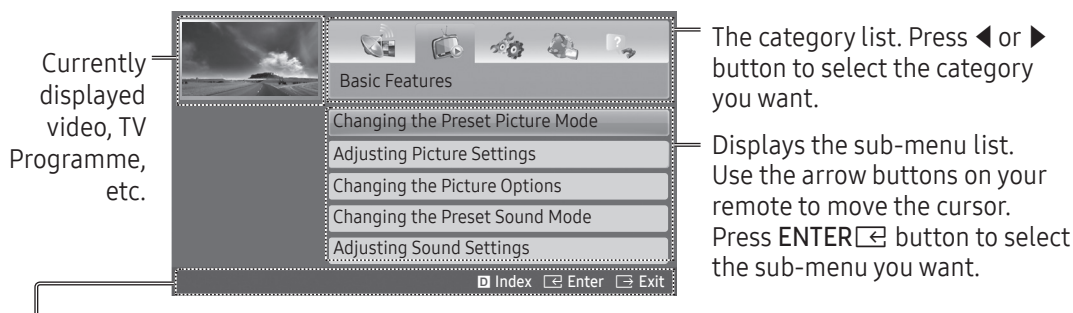 Currently
displayed
video, TV
Programme,
etc.
Basic Features
Changing the Preset Picture Mode
Adjusting Picture Settings
Changing the Picture Options
Changing the Preset Sound Mode
Adjusting Sound Settings
D Index Enter Exit
The category list. Press ◀ or ▶
button to select the category
you want.
Displays the sub-menu list.
Use the arrow buttons on your
remote to move the cursor.
Press ENTER button to select
the sub-menu you want.